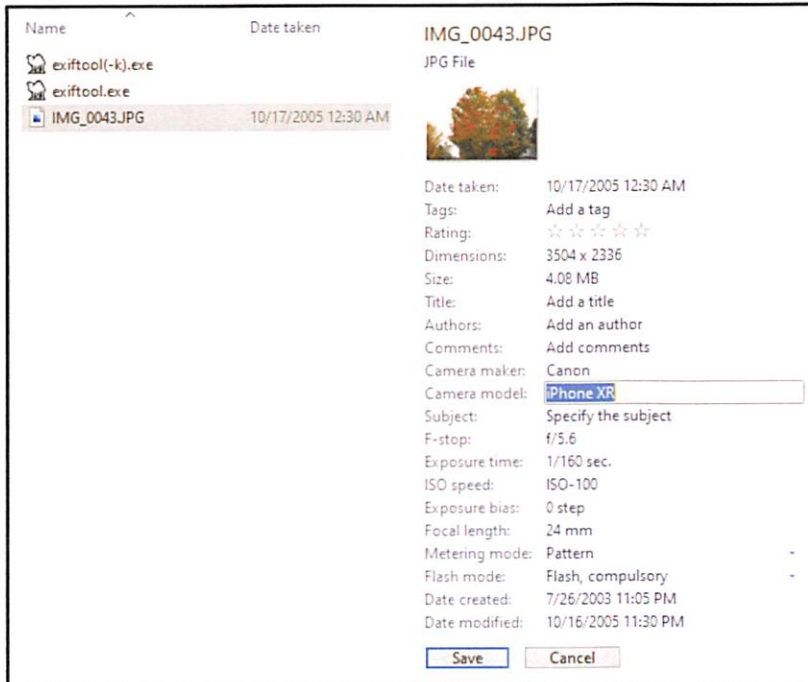 Name Date taken
exiftool(-k).exe
exiftool.exe
IMG_0043.JPG 10/17/2005 12:30 AM
IMG_0043.JPG
JPG File
Date taken: 10/17/2005 12:30 AM
Tags: Add a tag
Rating: ☆ ☆ ☆ ☆ ☆
Dimensions: 3504 x 2336
Size: 4.08 MB
Title: Add a title
Authors: Add an author
Comments: Add comments
Camera maker: Canon
Camera model: iPhone XR
Subject: Specify the subject
F-stop: f/5.6
Exposure time: 1/160 sec.
ISO speed: ISO-100
Exposure bias: 0 step
Focal length: 24 mm
Metering mode: Pattern
Flash mode: Flash, compulsory
Date created: 7/26/2003 11:05 PM
Date modified: 10/16/2005 11:30 PM
Save Cancel